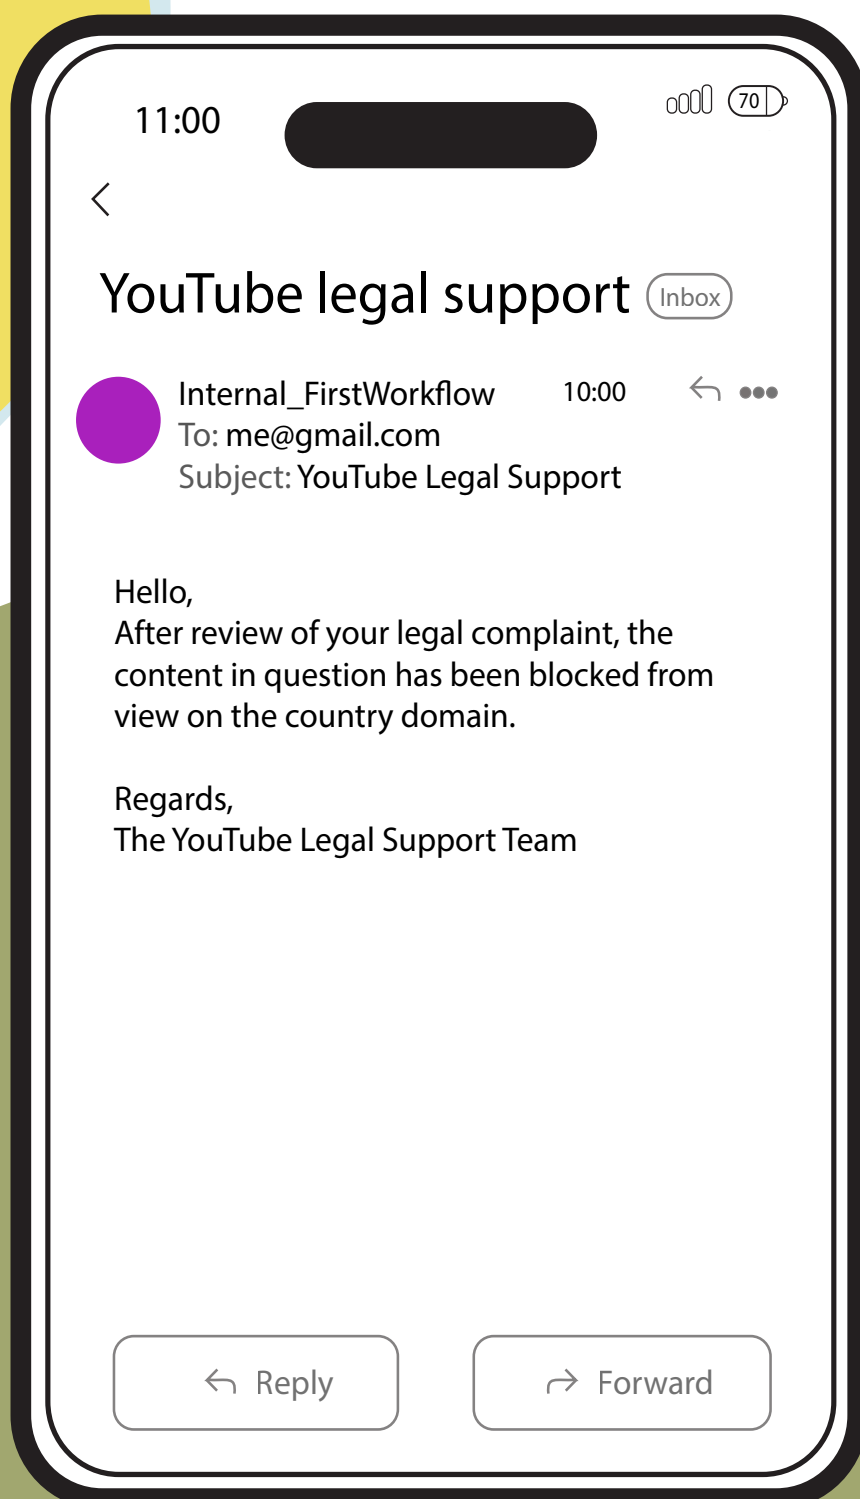 11:00
70
YouTube legal support Inbox
Internal_FirstWorkflow 10:00
To: me@gmail.com
Subject: YouTube Legal Support
Hello,
After review of your legal complaint, the
content in question has been blocked from
view on the country domain.
Regards,
The YouTube Legal Support Team
Reply Forward